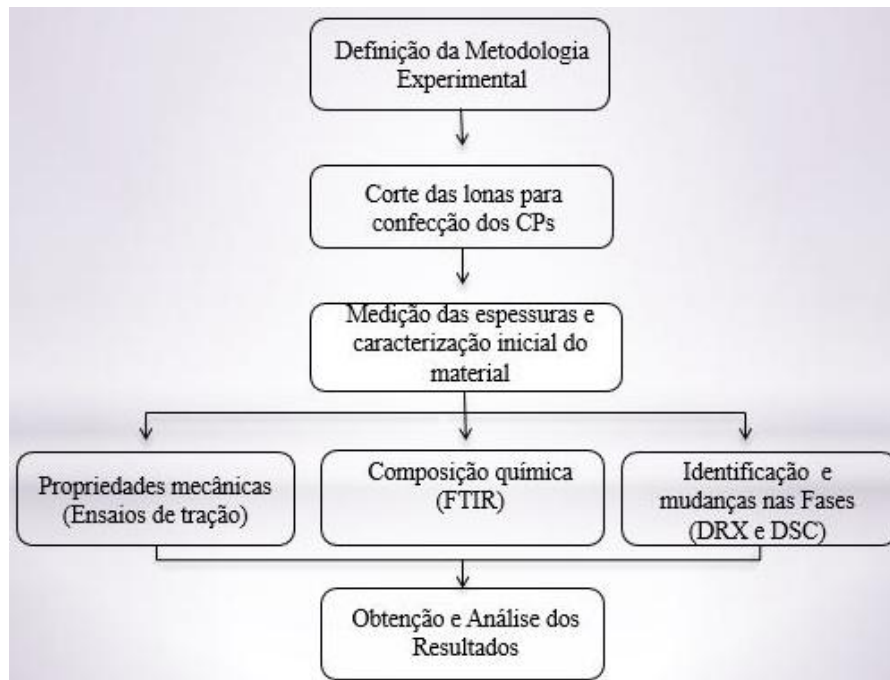 Definição da Metodologia
Experimental
Corte das lonas para
confecção dos CPs
Medição das espessuras e
caracterização inicial do
material
Propriedades mecânicas
(Ensaios de tração)
Composição química
(FTIR)
Identificação e
mudanças nas Fases
(DRX e DSC)
Obtenção e Análise dos
Resultados